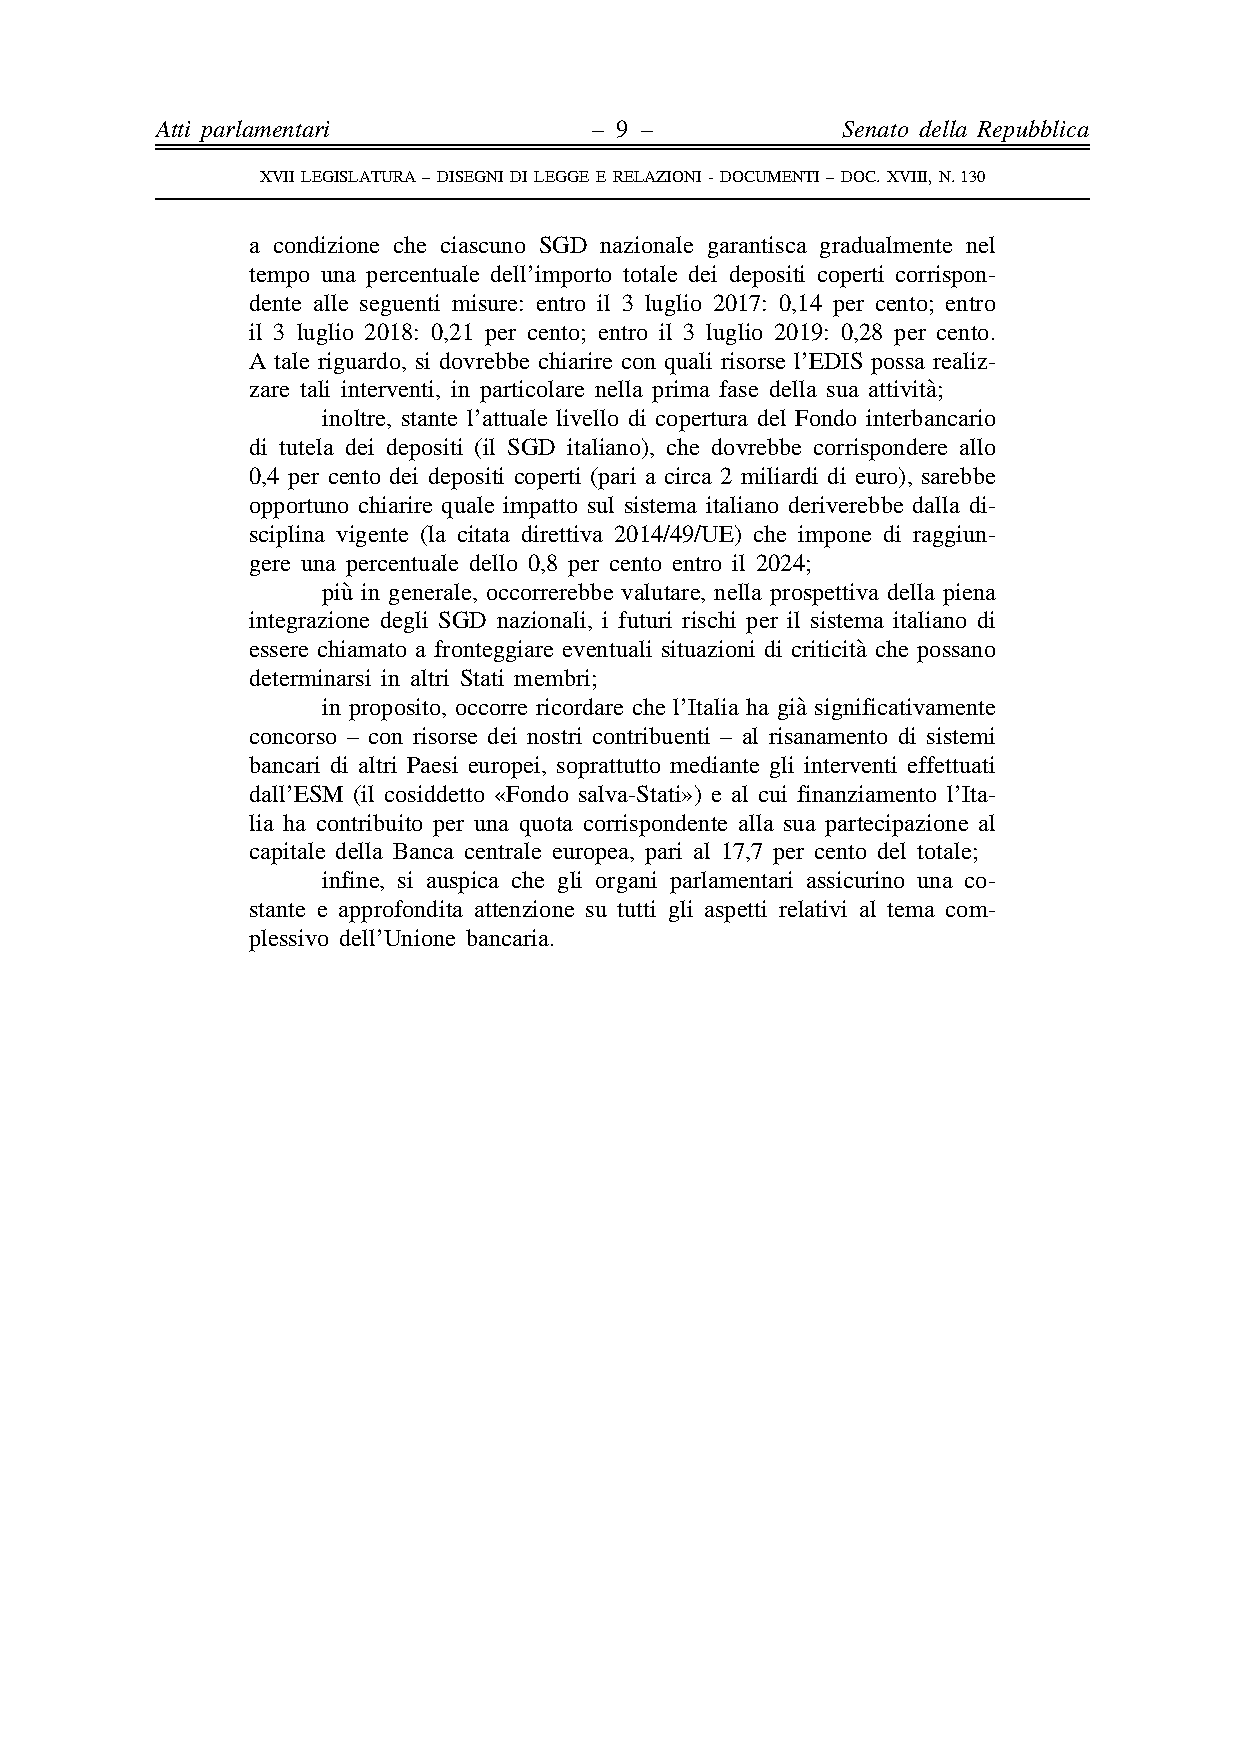 Atti parlamentari – 9 – Senato della Repubblica
XVII LEGISLATURA – DISEGNI DI LEGGE E RELAZIONI - DOCUMENTI – DOC. XVIII, N. 130
a condizione che ciascuno SGD nazionale garantisca gradualmente nel
tempo una percentuale dell’importo totale dei depositi coperti corrispon-
dente alle seguenti misure: entro il 3 luglio 2017: 0,14 per cento; entro
il 3 luglio 2018: 0,21 per cento; entro il 3 luglio 2019: 0,28 per cento.
A tale riguardo, si dovrebbe chiarire con quali risorse l’EDIS possa realiz-
zare tali interventi, in particolare nella prima fase della sua attività;
inoltre, stante l’attuale livello di copertura del Fondo interbancario
di tutela dei depositi (il SGD italiano), che dovrebbe corrispondere allo
0,4 per cento dei depositi coperti (pari a circa 2 miliardi di euro), sarebbe
opportuno chiarire quale impatto sul sistema italiano deriverebbe dalla di-
sciplina vigente (la citata direttiva 2014/49/UE) che impone di raggiun-
gere una percentuale dello 0,8 per cento entro il 2024;
più in generale, occorrerebbe valutare, nella prospettiva della piena
integrazione degli SGD nazionali, i futuri rischi per il sistema italiano di
essere chiamato a fronteggiare eventuali situazioni di criticità che possano
determinarsi in altri Stati membri;
in proposito, occorre ricordare che l’Italia ha già significativamente
concorso – con risorse dei nostri contribuenti – al risanamento di sistemi
bancari di altri Paesi europei, soprattutto mediante gli interventi effettuati
dall’ESM (il cosiddetto «Fondo salva-Stati») e al cui finanziamento l’Ita-
lia ha contribuito per una quota corrispondente alla sua partecipazione al
capitale della Banca centrale europea, pari al 17,7 per cento del totale;
infine, si auspica che gli organi parlamentari assicurino una co-
stante e approfondita attenzione su tutti gli aspetti relativi al tema com-
plessivo dell’Unione bancaria.